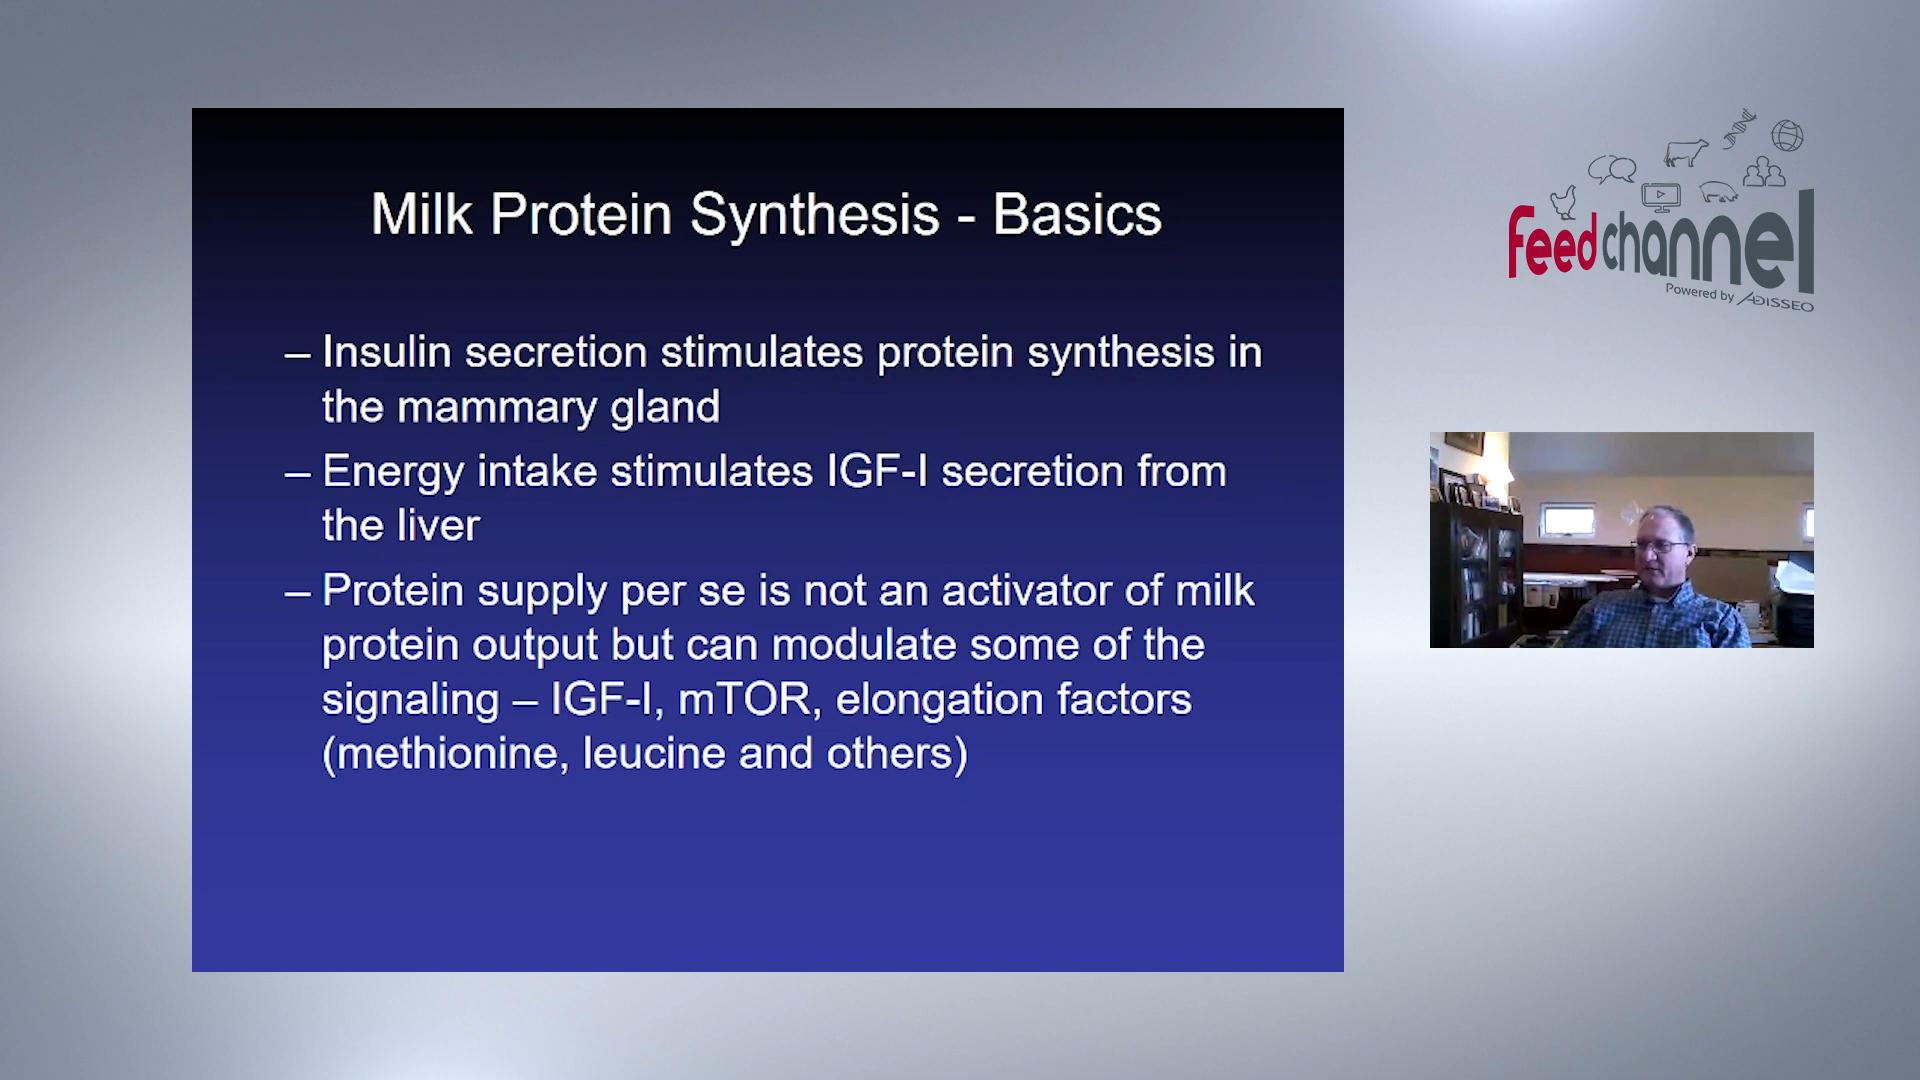 Milk Protein Synthesis - Basics
– Insulin secretion stimulates protein synthesis in
the mammary gland
– Energy intake stimulates IGF-I secretion from
the liver
– Protein supply per se is not an activator of milk
protein output but can modulate some of the
signaling – IGF-I, mTOR, elongation factors
(methionine, leucine and others)
feedchannel
Powered by ADISSEO